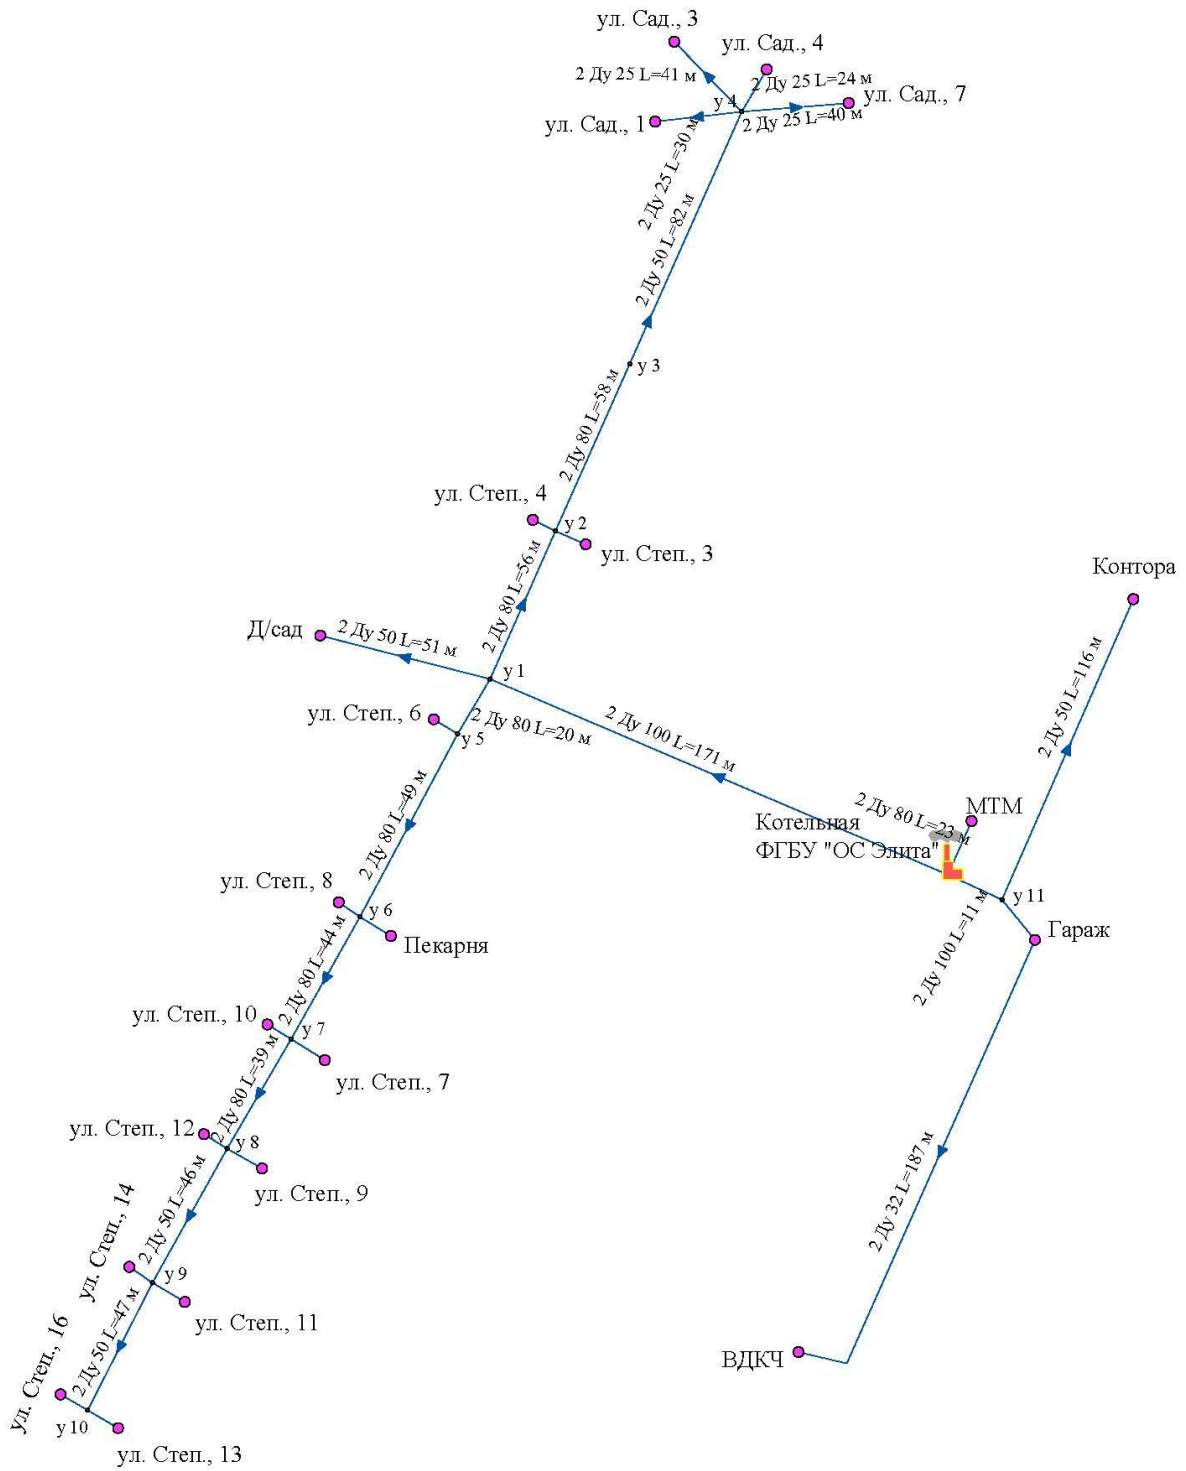 ул. Сад., 3
ул. Сад., 4
2 Ду 25 L=41 м
2 Ду 25 L=24 м
ул. Сад., 7
у 4
ул. Сад., 1
2 Ду 25 L=40 м
2 Ду 25 L=30 м
2 Ду 50 L=82 м
у 3
2 Ду 80 L=58 м
ул. Степ., 4
у 2
ул. Степ., 3
Контора
2 Ду 80 L=56 м
Д/сад
2 Ду 50 L=51 м
у 1
2 Ду 50 L=116 м
ул. Степ., 6
2 Ду 80 L=20 м
2 Ду 100 L=171 м
у 5
2 Ду 80 L=49 м
2 Ду 80 L=23 м
МТМ
Котельная
ФГБУ "ОС Элита"
ул. Степ., 8
у 6
у 11
Гараж
2 Ду 100 L=11 м
Пекарня
2 Ду 80 L=44 м
ул. Степ., 10
у 7
ул. Степ., 7
2 Ду 80 L=39 м
ул. Степ., 12
у 8
ул. Степ., 9
2 Ду 32 L=187 м
2 Ду 50 L=46 м
ул. Степ., 14
у 9
ул. Степ., 11
2 Ду 50 L=47 м
ул. Степ., 16
ВДКЧ
у 10
ул. Степ., 13